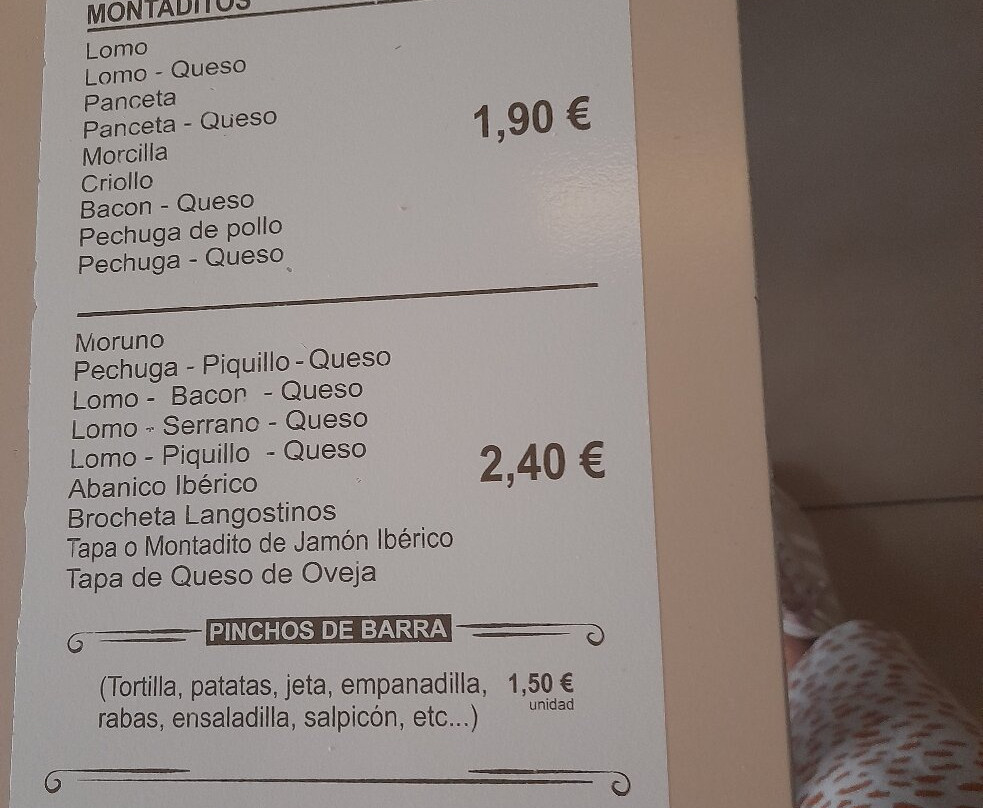 MONTADITOS
Lomo
Lomo - Queso
Panceta
Panceta - Queso
Morcilla
Criollo
Bacon - Queso
Pechuga de pollo
Pechuga - Queso
1,90 €
Moruno
Pechuga - Piquillo - Queso
Lomo - Bacon - Queso
Lomo - Serrano - Queso
Lomo - Piquillo - Queso
Abanico Ibérico
Brocheta Langostinos
Tapa o Montadito de Jamón Ibérico
Tapa de Queso de Oveja
2,40 €
PINCHOS DE BARRA
(Tortilla, patatas, jeta, empanadilla,
rabas, ensaladilla, salpicón, etc...)
1,50 €
unidad